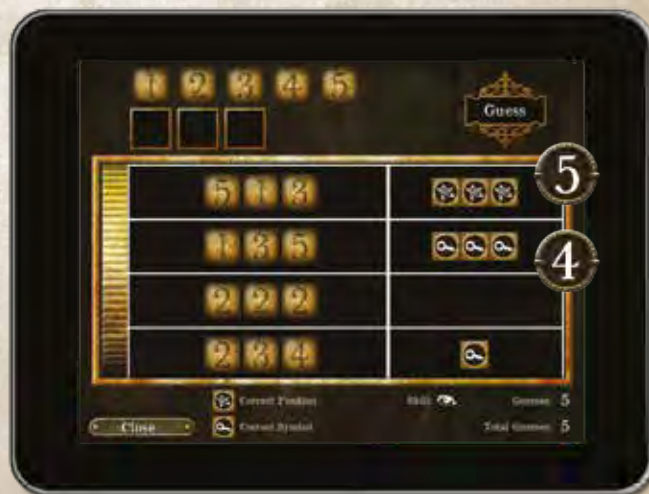 1 2 3 4 5
Guess
5 1 3
5
1 3 5
4
2 2 2
2 3 4
Correct Position
Skill:
Guesses: 5
Close
Correct Symbol
Total Guesses: 5